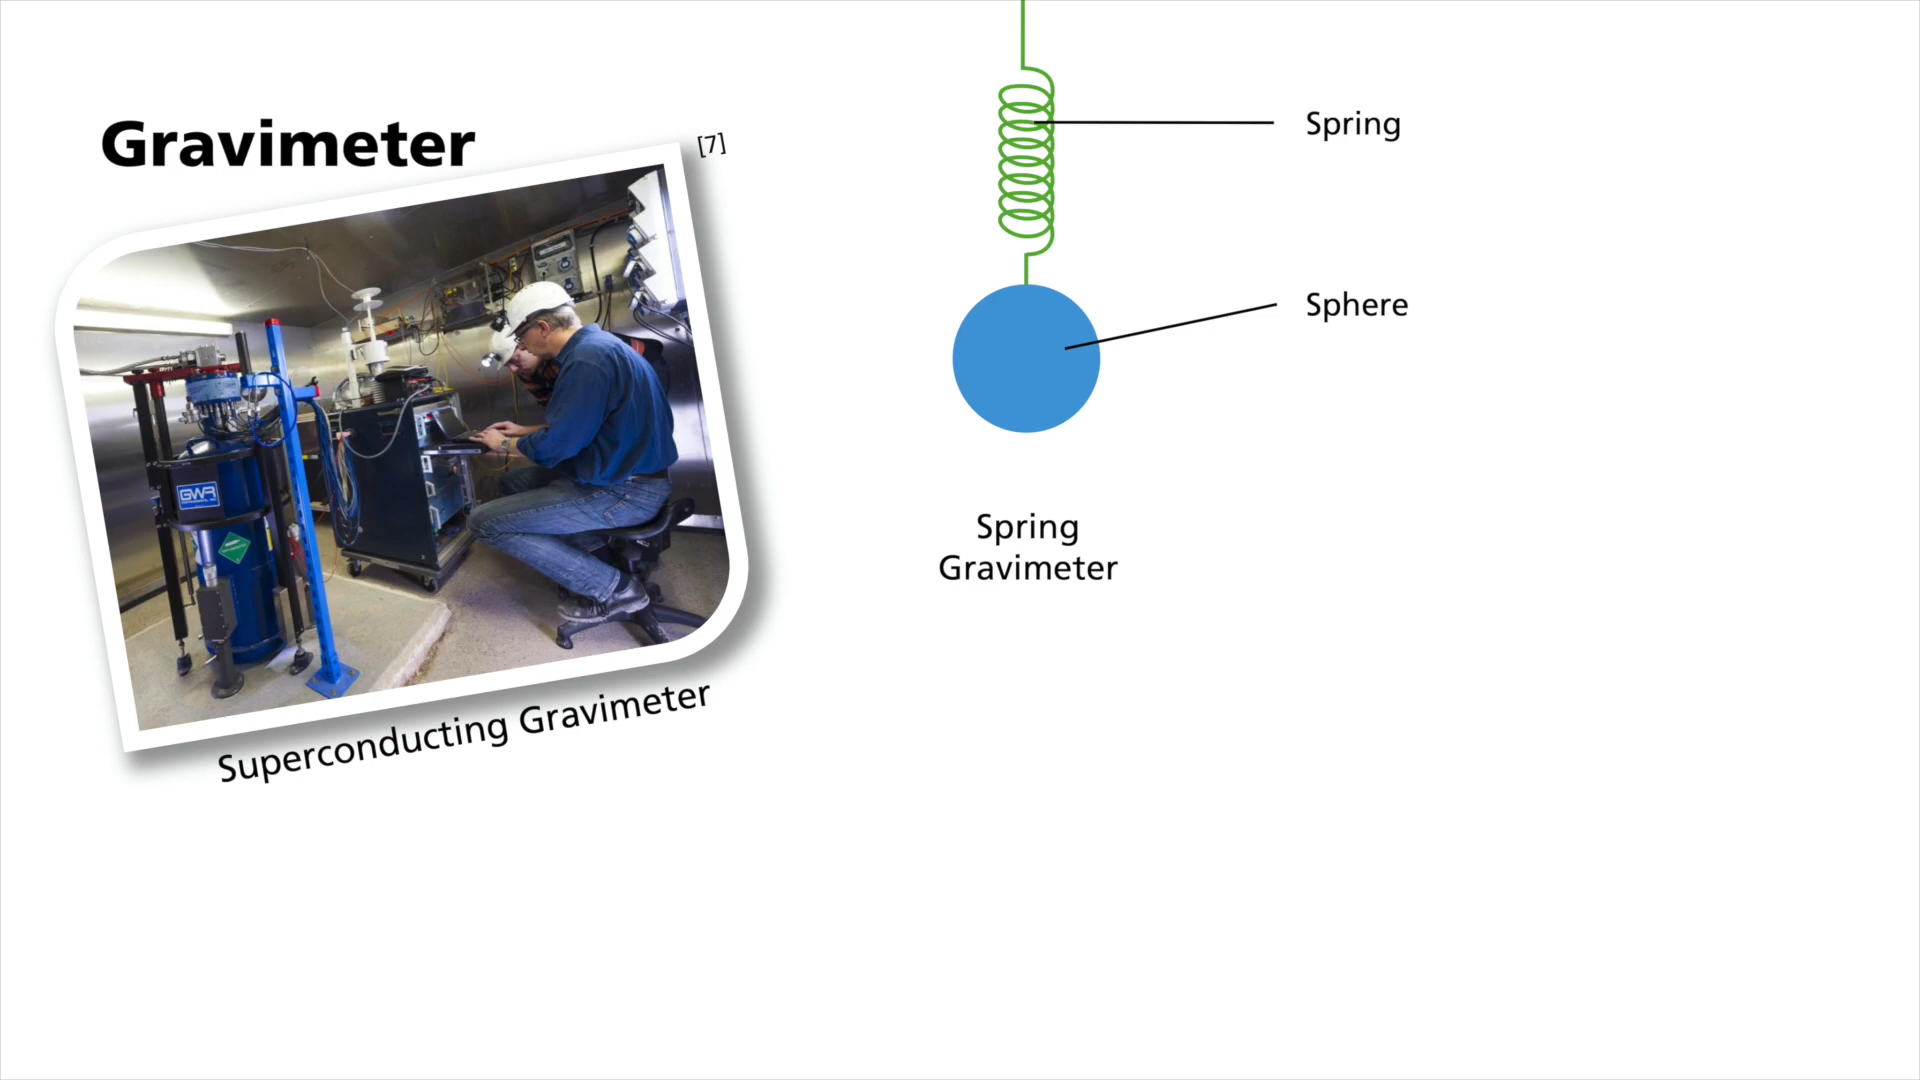 Gravimeter
[7]
GWR
Superconducting Gravimeter
Spring
Sphere
Spring
Gravimeter